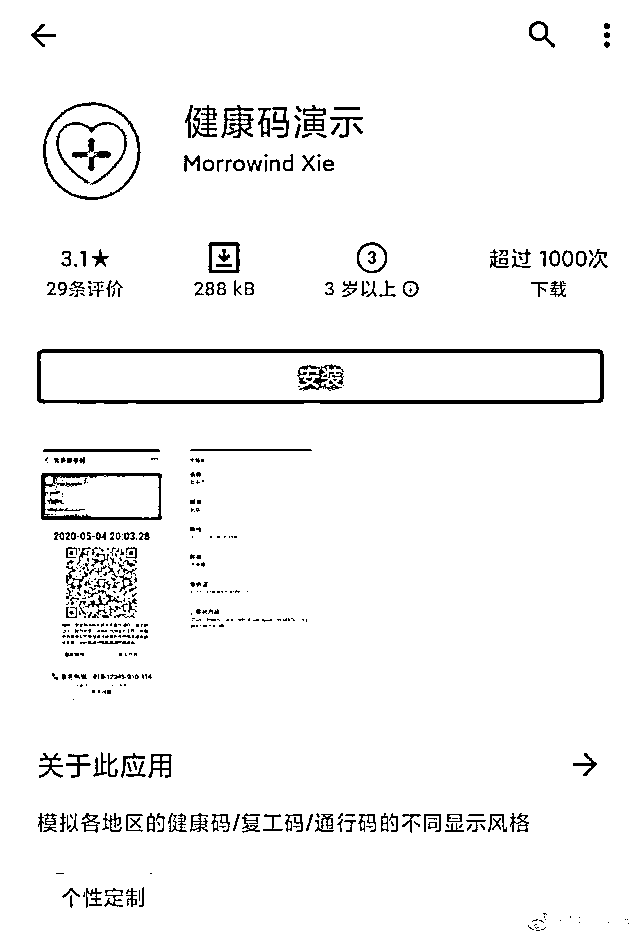 健康码演示
Morrowind Xie
3.1★
29条评价
288 kB
3
3 岁以上
超过 1000次
下载
安装
2020-05-04 20:03.28
关于此应用
模拟各地区的健康码/复工码/通行码的不同显示风格
个性定制